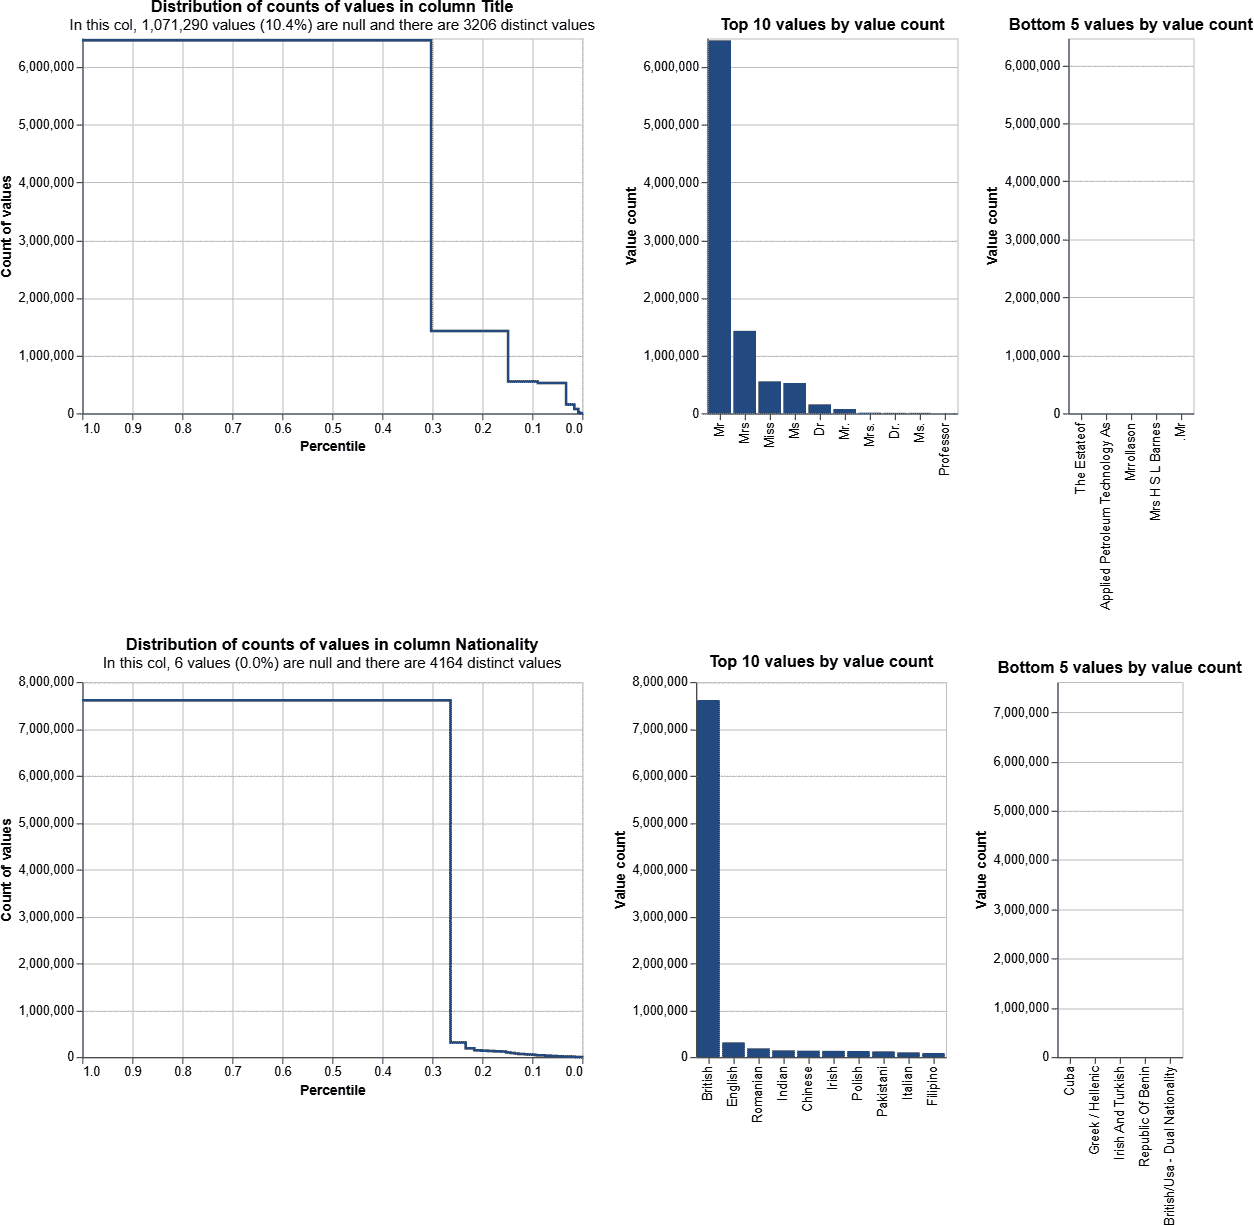 Distribution of counts of values in column Title
In this col, 1,071,290 values (10.4%) are null and there are 3206 distinct values
6,000,000
5,000,000
4,000,000
3,000,000
2,000,000
1,000,000
0
Count of values
1.0 0.9 0.8 0.7 0.6 0.5 0.4 0.3 0.2 0.1 0.0
Percentile
Top 10 values by value count
6,000,000
5,000,000
4,000,000
3,000,000
2,000,000
1,000,000
0
Value count
Mr
Mrs
Miss
Ms
Dr
Mr.
Mrs.
Dr.
Ms.
Professor
Bottom 5 values by value count
6,000,000
5,000,000
4,000,000
3,000,000
2,000,000
1,000,000
0
Value count
The Estateof
Applied Petroleum Technology As
Mrrollason
Mrs H S L Barnes
.Mr
Distribution of counts of values in column Nationality
In this col, 6 values (0.0%) are null and there are 4164 distinct values
8,000,000
7,000,000
6,000,000
5,000,000
4,000,000
3,000,000
2,000,000
1,000,000
0
Count of values
1.0 0.9 0.8 0.7 0.6 0.5 0.4 0.3 0.2 0.1 0.0
Percentile
Top 10 values by value count
8,000,000
7,000,000
6,000,000
5,000,000
4,000,000
3,000,000
2,000,000
1,000,000
0
Value count
British
English
Romanian
Indian
Chinese
Irish
Polish
Pakistani
Italian
Filipino
Bottom 5 values by value count
7,000,000
6,000,000
5,000,000
4,000,000
3,000,000
2,000,000
1,000,000
0
Value count
Cuba
Greek / Hellenic
Irish And Turkish
Republic Of Benin
British/Usa - Dual Nationality